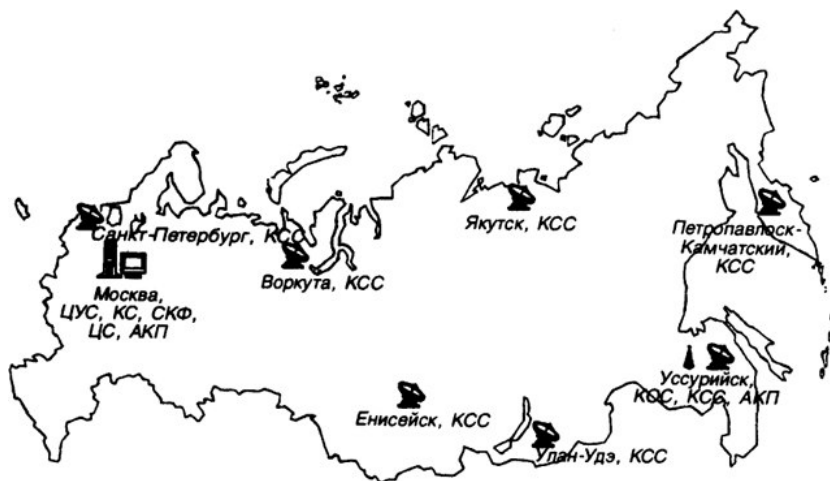 Санкт-Петербург, КСС
Якутск, КСС
Петропавлоск-
Камчатский,
КСС
Воркута, КСС
Москва,
ЦУС, КС, СКФ,
ЦС, АКП
Уссурийск,
КОС, КСС, АКП
Енисейск, КСС
Улан-Удэ, КСС